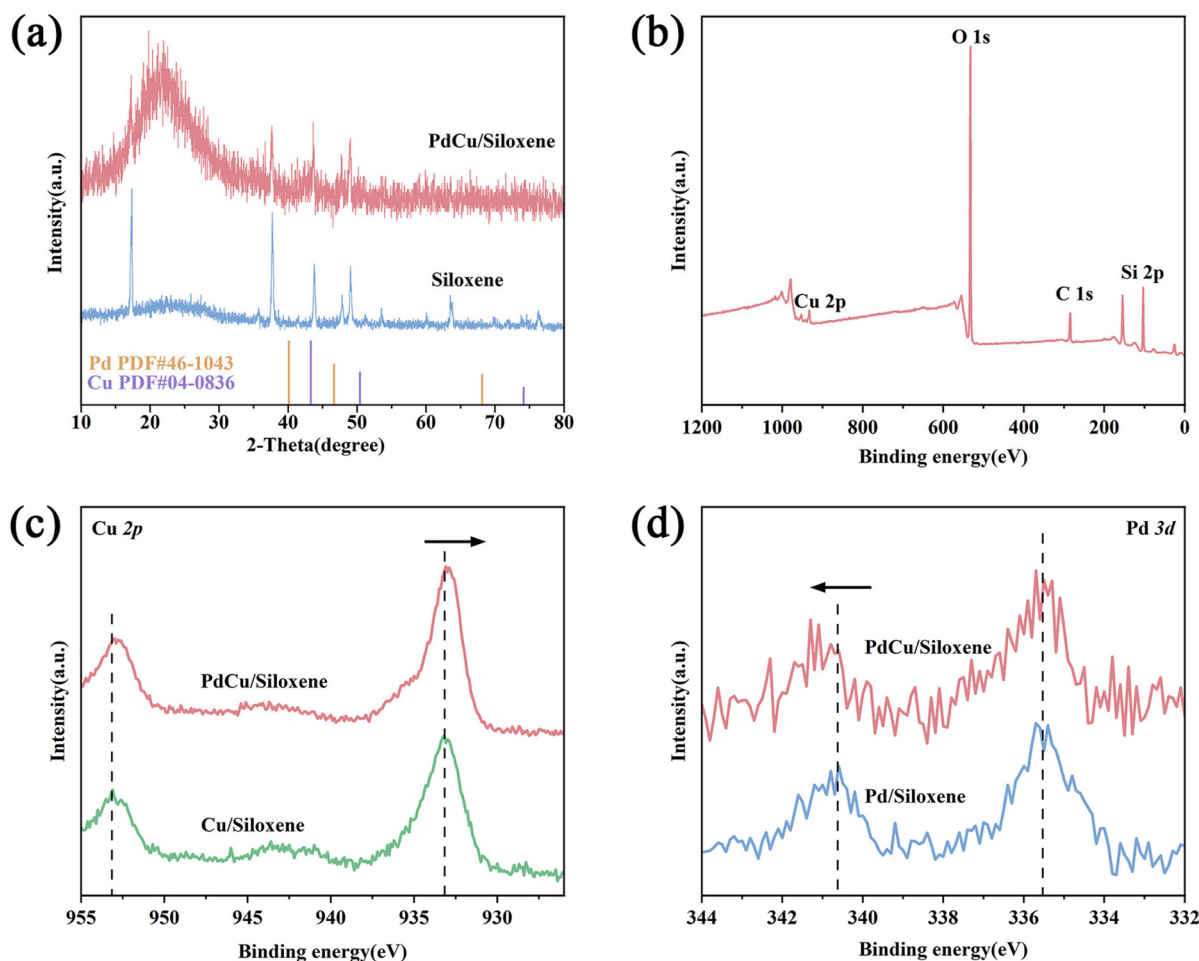 (a)
Intensity(a.u.)
PdCu/Siloxene
Siloxene
Pd PDF#46-1043
Cu PDF#04-0836
10 20 30 40 50 60 70 80
2-Theta(degree)
(b)
Intensity(a.u.)
O 1s
Cu 2p
C 1s
Si 2p
1200 1000 800 600 400 200 0
Binding energy(eV)
(c)
Cu 2p
Intensity(a.u.)
PdCu/Siloxene
Cu/Siloxene
955 950 945 940 935 930
Binding energy(eV)
(d)
Pd 3d
Intensity(a.u.)
PdCu/Siloxene
Pd/Siloxene
344 342 340 338 336 334 332
Binding energy(eV)